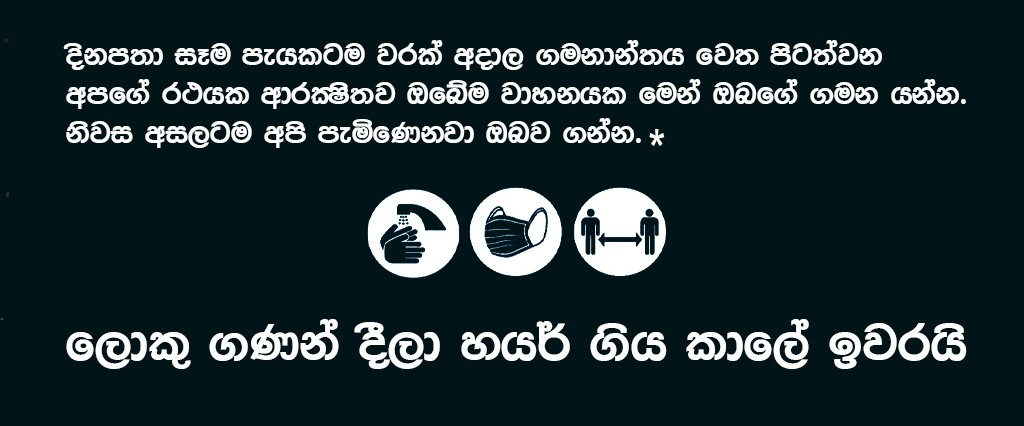 දිනපතා සෑම පැයකටම වරක් අදාල ගමනාන්තය වෙත පිටත්වන
අපගේ රථයක ආරක්ෂිතව ඔබේම වාහනයක මෙන් ඔබගේ ගමන යන්න.
නිවස අසලටම අපි පැමිණෙනවා ඔබව ගන්න. *
ලොකු ගණන් දීලා හයර් ගිය කාලේ ඉවරයි